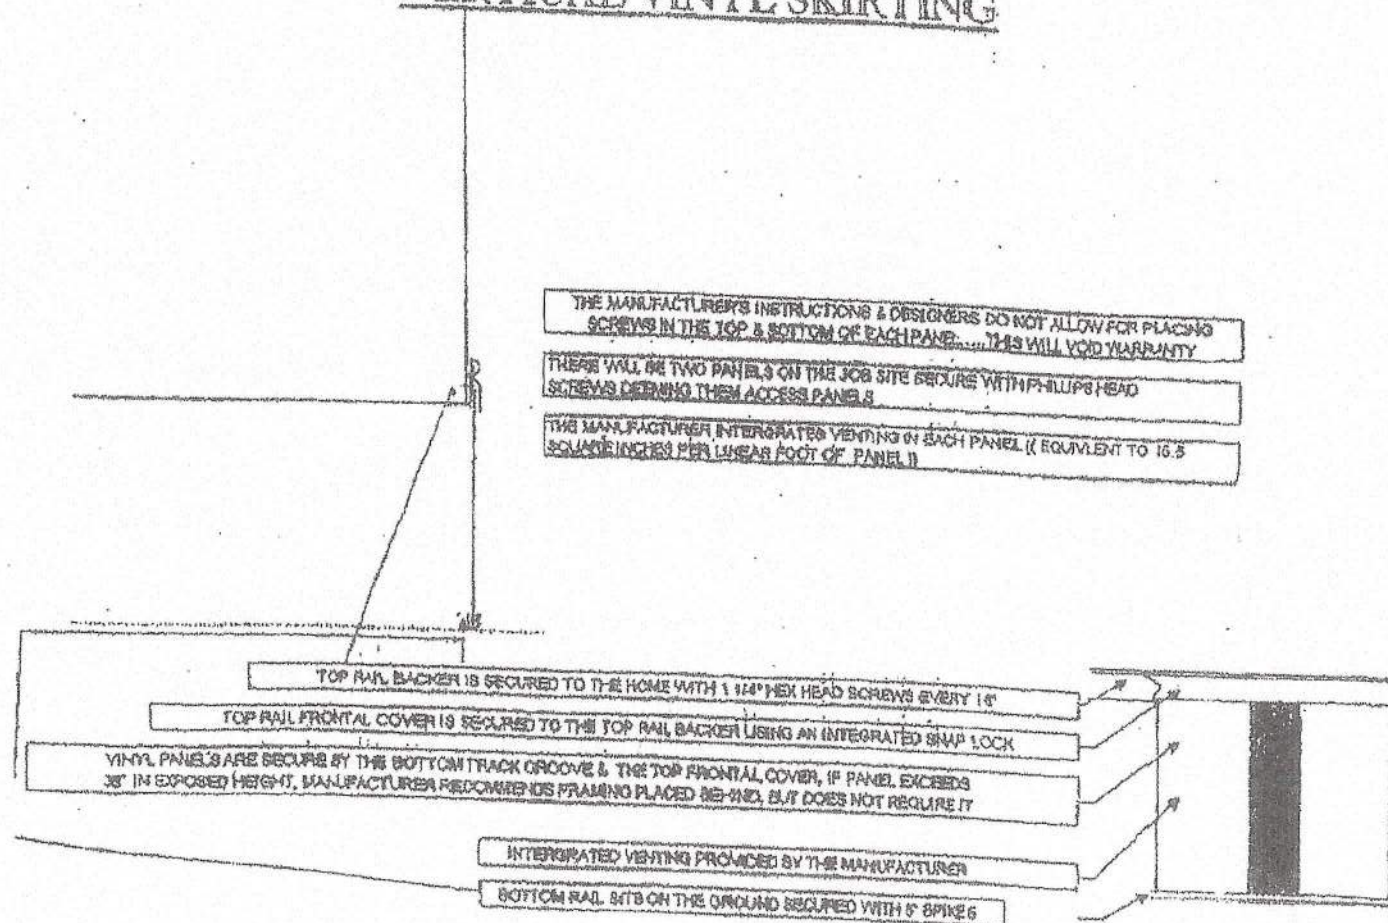 VERTICAL VINYL SKIRTING
THE MANUFACTURER'S INSTRUCTIONS & DESIGNERS DO NOT ALLOW FOR PLACING
SCREWS IN THE TOP & BOTTOM OF EACH PANEL.....THIS WILL VOID WARRANTY
THERE WILL BE TWO PANELS ON THE JOB SITE SECURE WITH PHILLIPS HEAD
SCREWS DEEMING THEM ACCESS PANELS
THE MANUFACTURER INTERGRATED VENTING IN EACH PANEL (( EQUIVLENT TO 16.5
SQUARE INCHES PER LINEAR FOOT OF PANEL ))
TOP RAIL BACKER IS SECURED TO THE HOME WITH 1 1/4" HEX HEAD SCREWS EVERY
TOP RAIL FRONTAL COVER IS SECURED TO THE TOP RAIL BACKER USING AN INTEGRATED SNAP LOCK
VINYL PANELS ARE SECURE BY THE BOTTOM TRACK GROOVE & THE TOP FRONTAL COVER, IF PANEL EXCEEDS
IN EXPOSED HEIGHT, MANUFACTURER RECOMMENDS FRAMING PLACED BEHIND, BUT DOES NOT REQUIRE IT
INTERGRATED VENTING PROVIDED BY THE MANUFACTURER
BOTTOM RAIL SITS ON THE GROUND SECURED WITH SPIKES